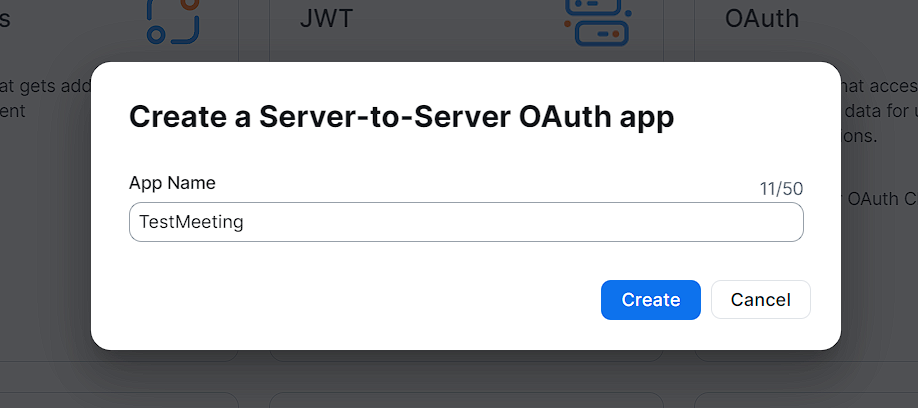 s
JWT
OAuth
at gets add
ent
hat acces
data for u
ons.
OAuth C
Create a Server-to-Server OAuth app
App Name
11/50
TestMeeting
Create
Cancel